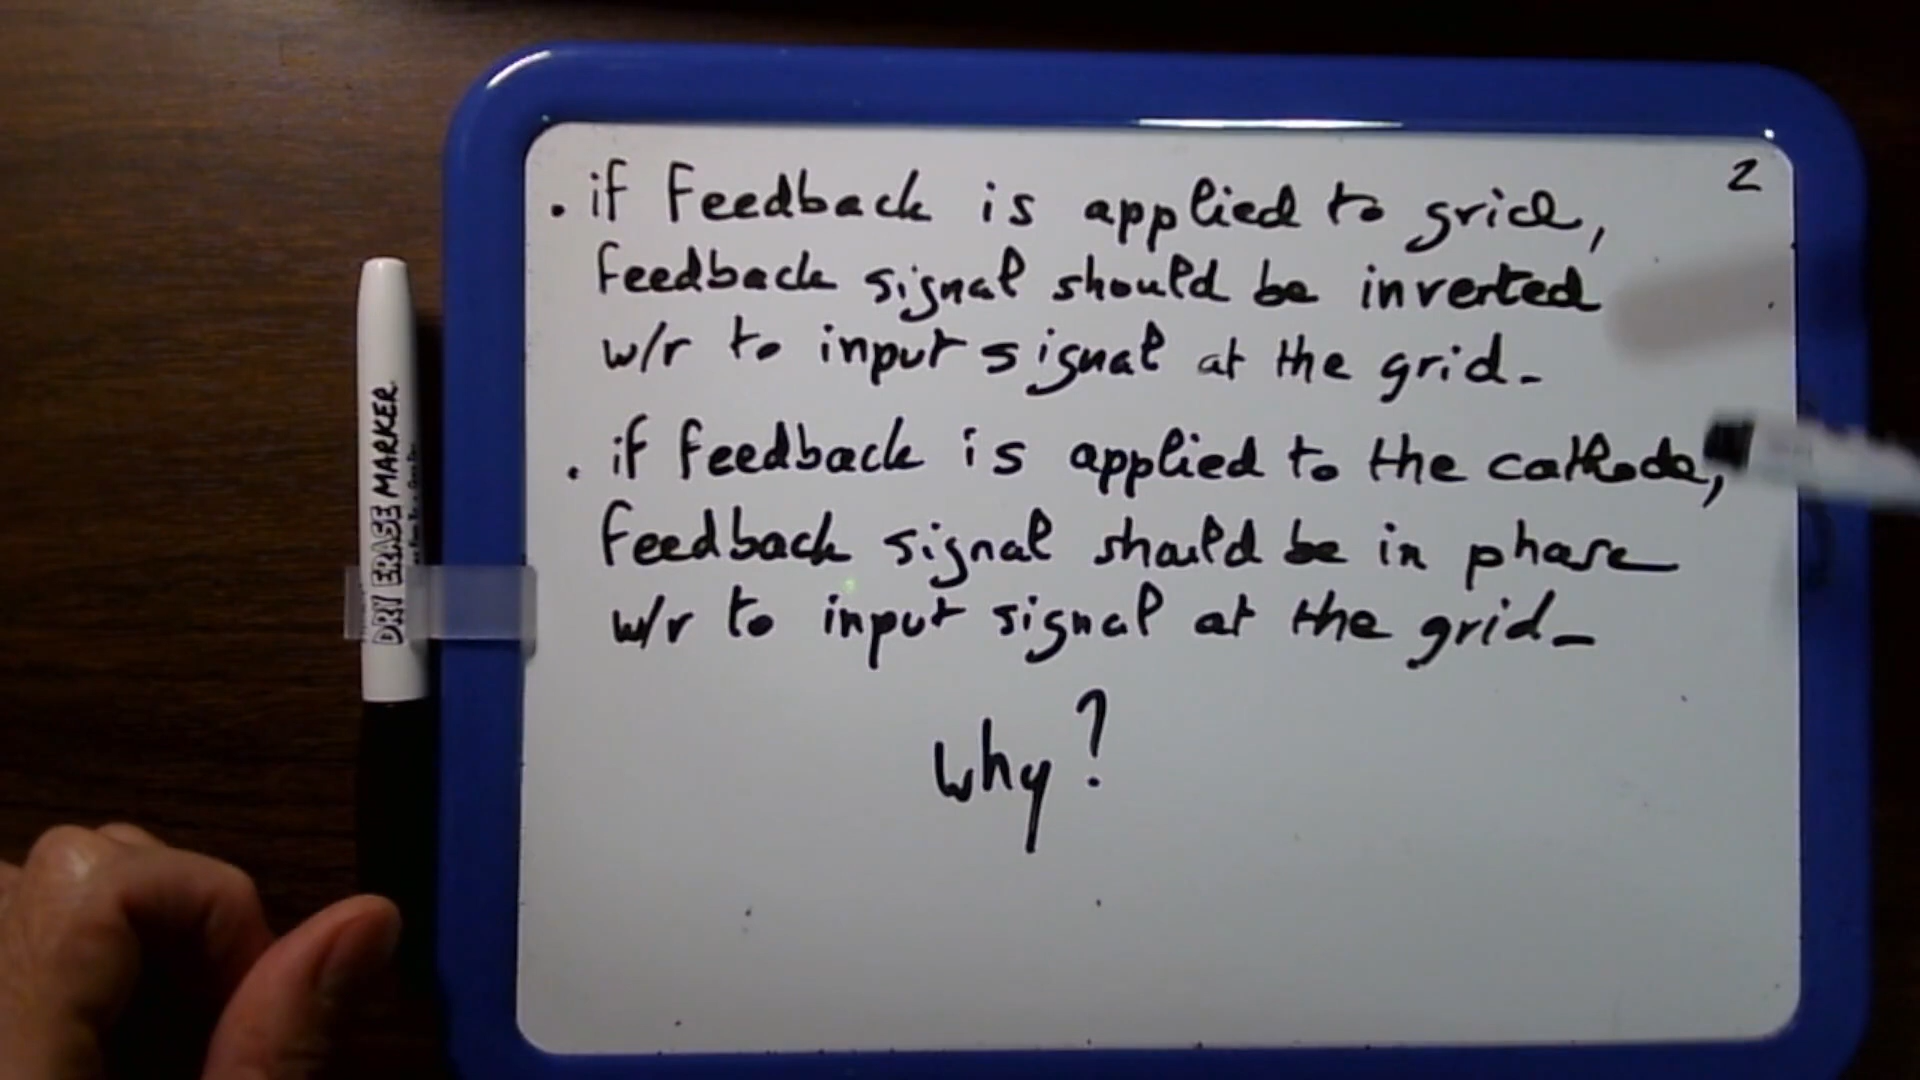 2
. if feedback is applied to grid,
feedback signal should be inverted
w/r to input signal at the grid-
. if feedback is applied to the cathode,
feedback signal should be in phase
w/r to input signal at the grid-
why?
DRY ERASE MARKER